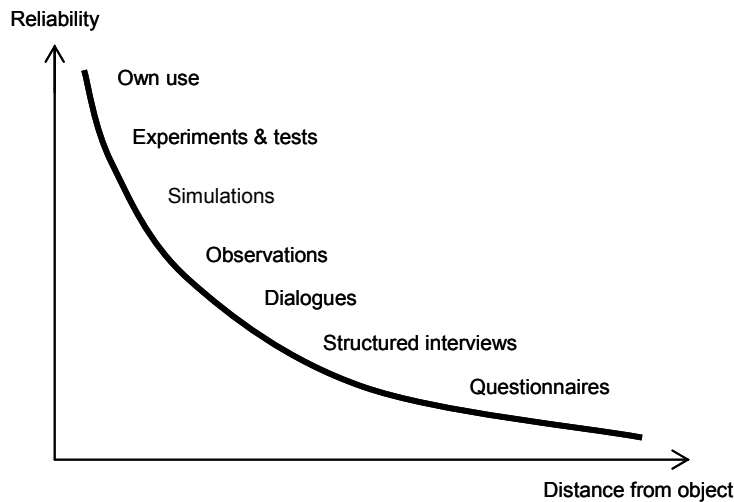 Reliability
Own use
Experiments & tests
Simulations
Observations
Dialogues
Structured interviews
Questionnaires
Distance from object